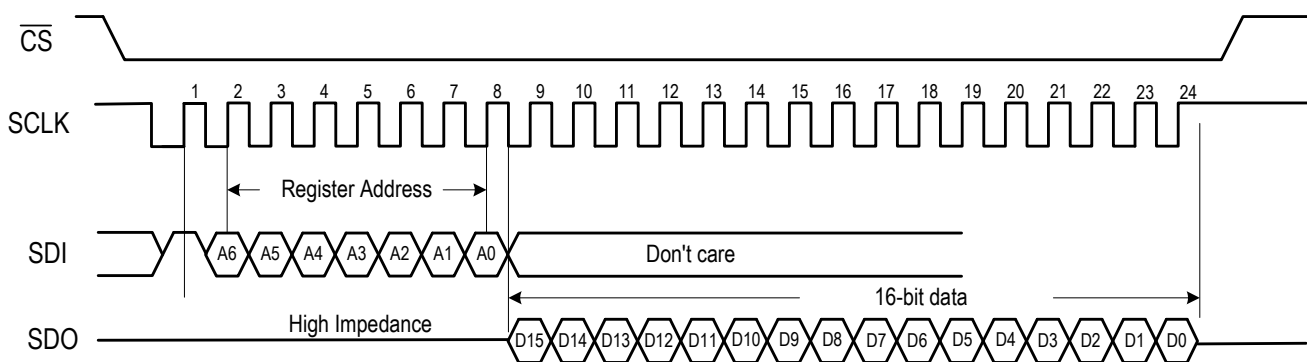 CS
1 2 3 4 5 6 7 8 9 10 11 12 13 14 15 16 17 18 19 20 21 22 23 24
SCLK
Register Address
SDI A6 A5 A4 A3 A2 A1 A0 Don't care
16-bit data
High Impedance
SDO D15 D14 D13 D12 D11 D10 D9 D8 D7 D6 D5 D4 D3 D2 D1 D0